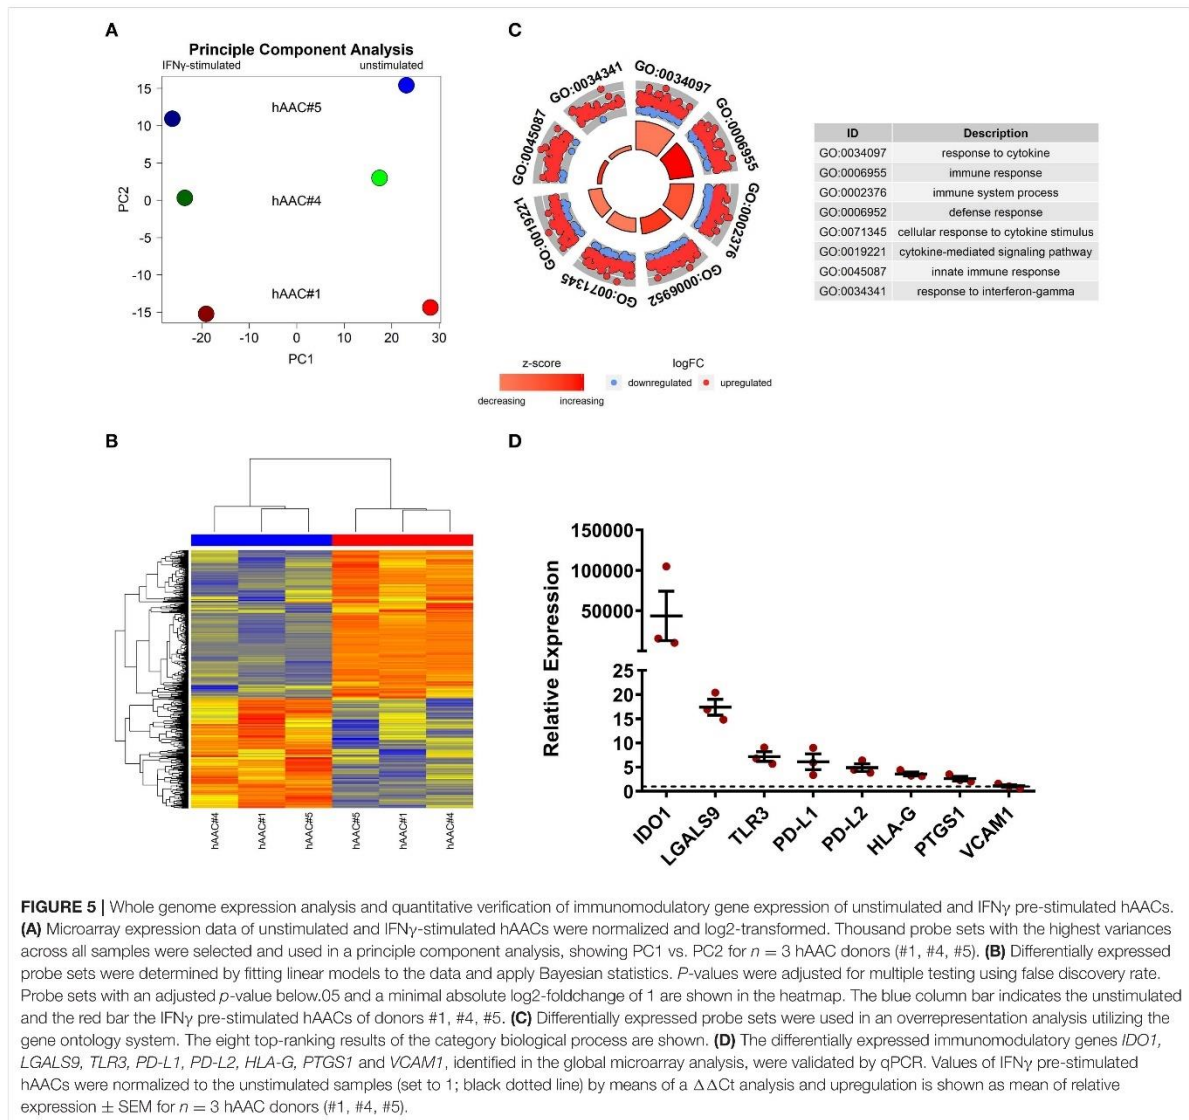 A
Principle Component Analysis
IFNγ-stimulated
unstimulated
15
10
5
0
-5
-10
-15
PC2
hAAC#5
hAAC#4
hAAC#1
-20
-10
0
10
20
30
PC1
C
GO:0034341
GO:0034097
GO:0006955
GO:0002376
GO:0006952
GO:0071345
GO:0019221
GO:0045087
z-score
decreasing
increasing
logFC
downregulated
upregulated
ID Description
GO:0034097 response to cytokine
GO:0006955 immune response
GO:0002376 immune system process
GO:0006952 defense response
GO:0071345 cellular response to cytokine stimulus
GO:0019221 cytokine-mediated signaling pathway
GO:0045087 innate immune response
GO:0034341 response to interferon-gamma
B
hAAC#4
hAAC#1
hAAC#5
hAAC#5
hAAC#1
hAAC#4
D
Relative Expression
150000
100000
50000
25
20
15
10
5
0
IDO1
LGALS9
TLR3
PD-L1
PD-L2
HLA-G
PTGS1
VCAM1
FIGURE 5 | Whole genome expression analysis and quantitative verification of immunomodulatory gene expression of unstimulated and IFNγ pre-stimulated hAACs.
(A) Microarray expression data of unstimulated and IFNγ-stimulated hAACs were normalized and log2-transformed. Thousand probe sets with the highest variances
across all samples were selected and used in a principle component analysis, showing PC1 vs. PC2 for n = 3 hAAC donors (#1, #4, #5). (B) Differentially expressed
probe sets were determined by fitting linear models to the data and apply Bayesian statistics. P-values were adjusted for multiple testing using false discovery rate.
Probe sets with an adjusted p-value below.05 and a minimal absolute log2-foldchange of 1 are shown in the heatmap. The blue column bar indicates the unstimulated
and the red bar the IFNγ pre-stimulated hAACs of donors #1, #4, #5. (C) Differentially expressed probe sets were used in an overrepresentation analysis utilizing the
gene ontology system. The eight top-ranking results of the category biological process are shown. (D) The differentially expressed immunomodulatory genes IDO1,
LGALS9, TLR3, PD-L1, PD-L2, HLA-G, PTGS1 and VCAM1, identified in the global microarray analysis, were validated by qPCR. Values of IFNγ pre-stimulated
hAACs were normalized to the unstimulated samples (set to 1; black dotted line) by means of a ΔΔCt analysis and upregulation is shown as mean of relative
expression ± SEM for n = 3 hAAC donors (#1, #4, #5).